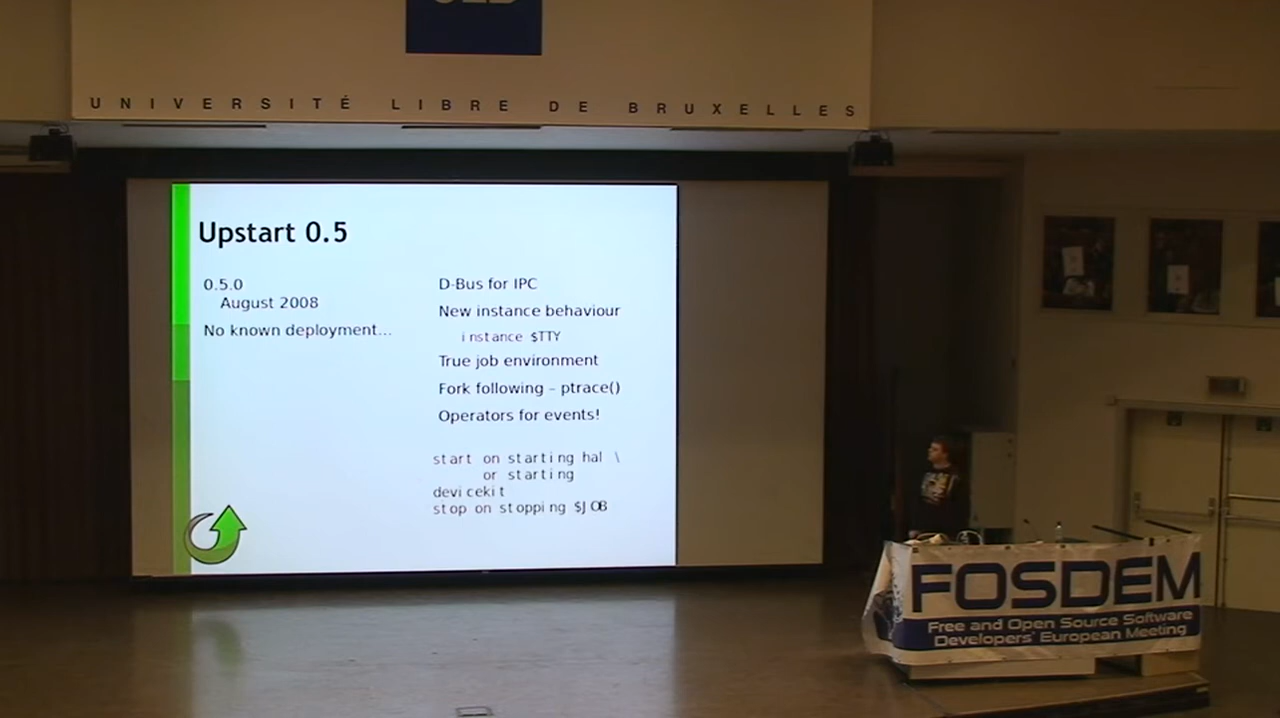 UNIVERSITÉ LIBRE DE BRUXELLES
Upstart 0.5
0.5.0
August 2008
No known deployment...
D-Bus for IPC
New instance behaviour
instance $TTY
True job environment
Fork following – ptrace()
Operators for events!
start on starting hal \
or starting
devicekit
stop on stopping $JOB
FOSDEM
Free and Open Source Software
Developers' European Meeting